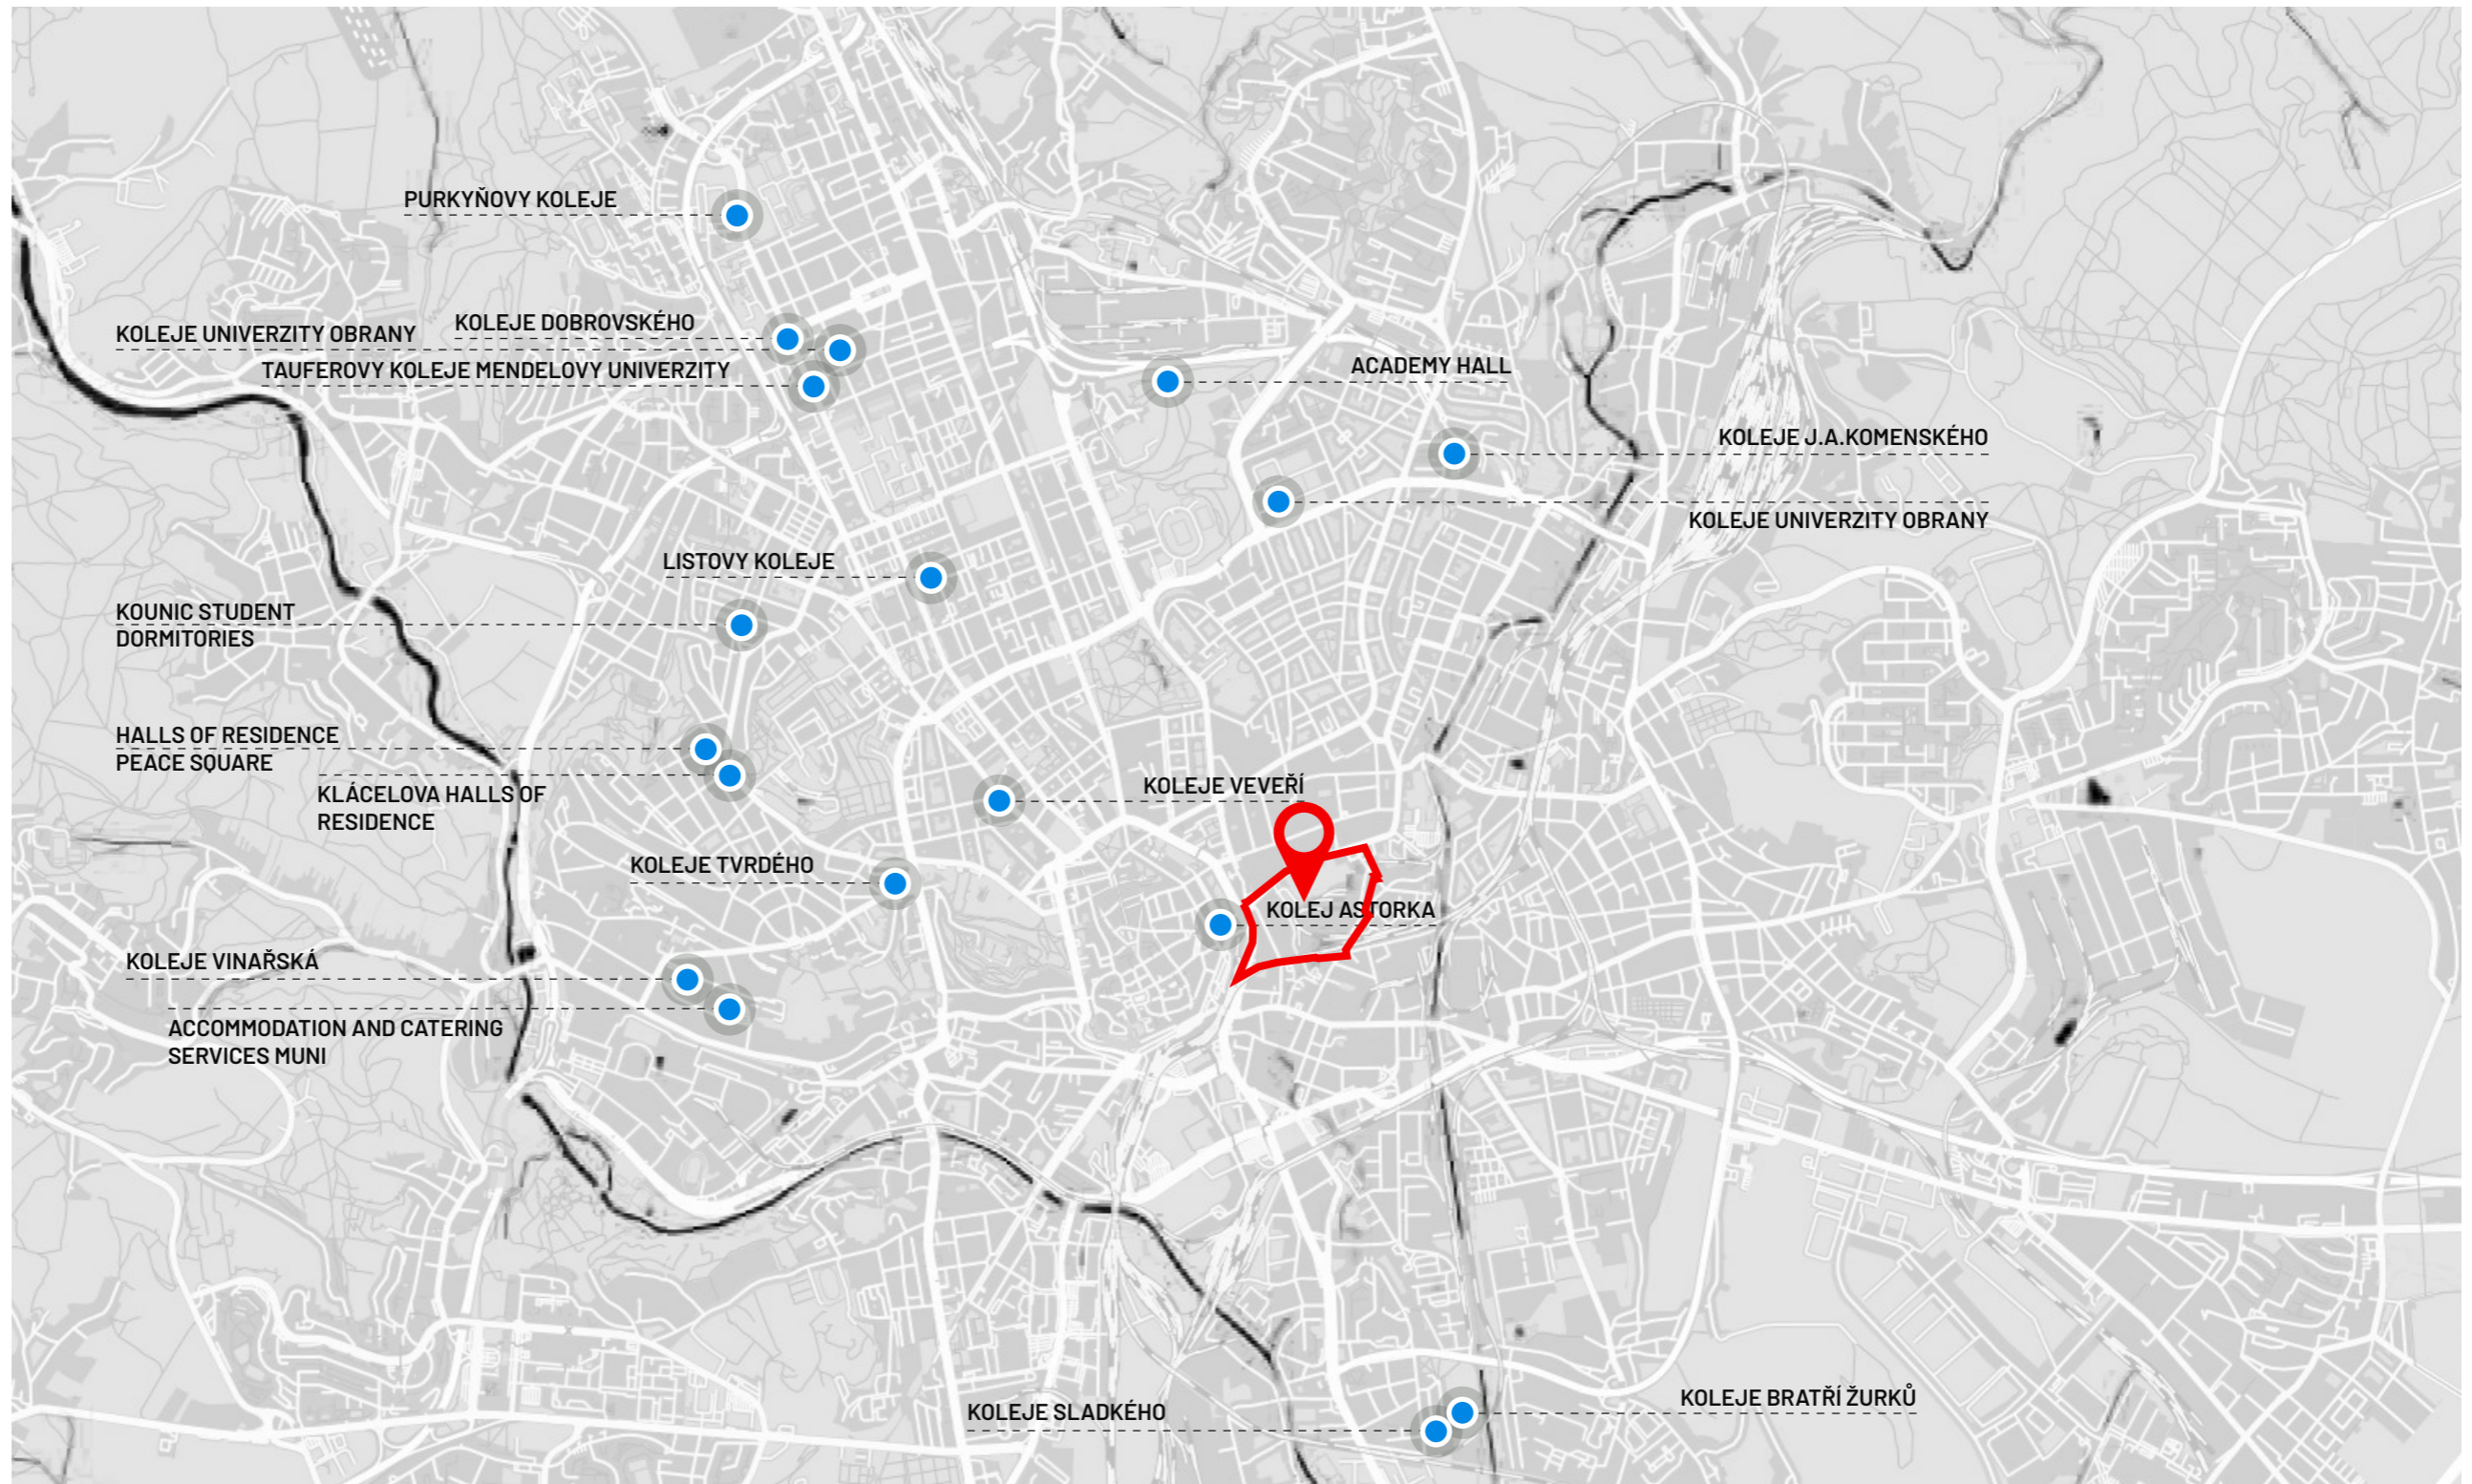 PURKYŇOVY KOLEJE
KOLEJE DOBROVSKÉHO
KOLEJE UNIVERZITY OBRANY
TAUFEROVY KOLEJE MENDELOVY UNIVERZITY
ACADEMY HALL
KOLEJE J.A.KOMENSKÉHO
KOLEJE UNIVERZITY OBRANY
LISTOVY KOLEJE
KOUNIC STUDENT
DORMITORIES
HALLS OF RESIDENCE
PEACE SQUARE
KLÁCELOVA HALLS OF
RESIDENCE
KOLEJE VEVEŘÍ
KOLEJE TVRDÉHO
KOLEJ ASTORKA
KOLEJE VINAŘSKÁ
ACCOMMODATION AND CATERING
SERVICES MUNI
KOLEJE SLADKÉHO
KOLEJE BRATŘÍ ŽURKŮ